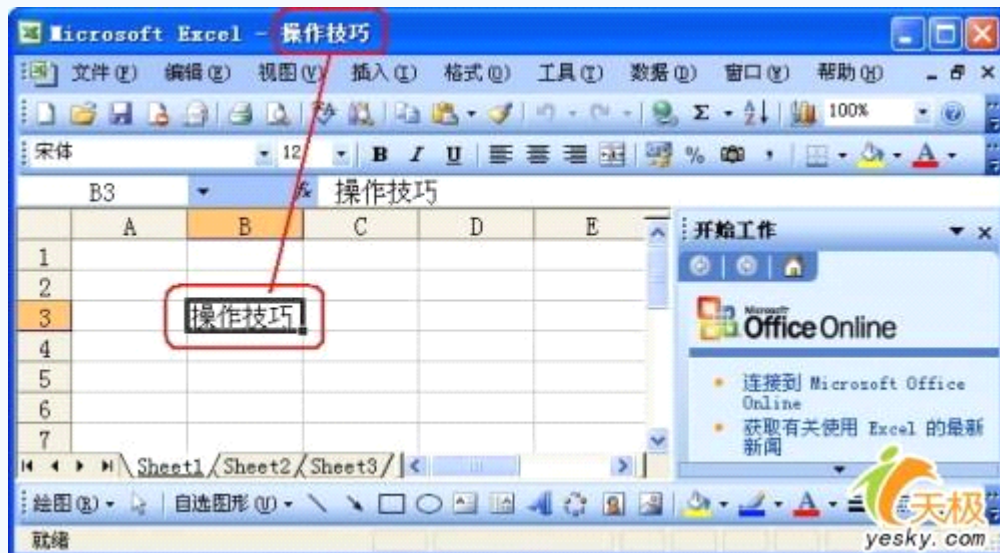 Microsoft Excel - 操作技巧
文件(F) 编辑(E) 视图(V) 插入(I) 格式(O) 工具(T) 数据(D) 窗口(W) 帮助(H)
Σ 100%
宋体 12 B I U % ,
B3 fx 操作技巧
A B C D E
1
2
3 操作技巧
4
5
6
7
开始工作
Microsoft
Office Online
连接到 Microsoft Office
Online
获取有关使用 Excel 的最新
新闻
Sheet1 Sheet2 Sheet3
绘图(R) 自选图形(U) A
就绪
天极
yesky.com